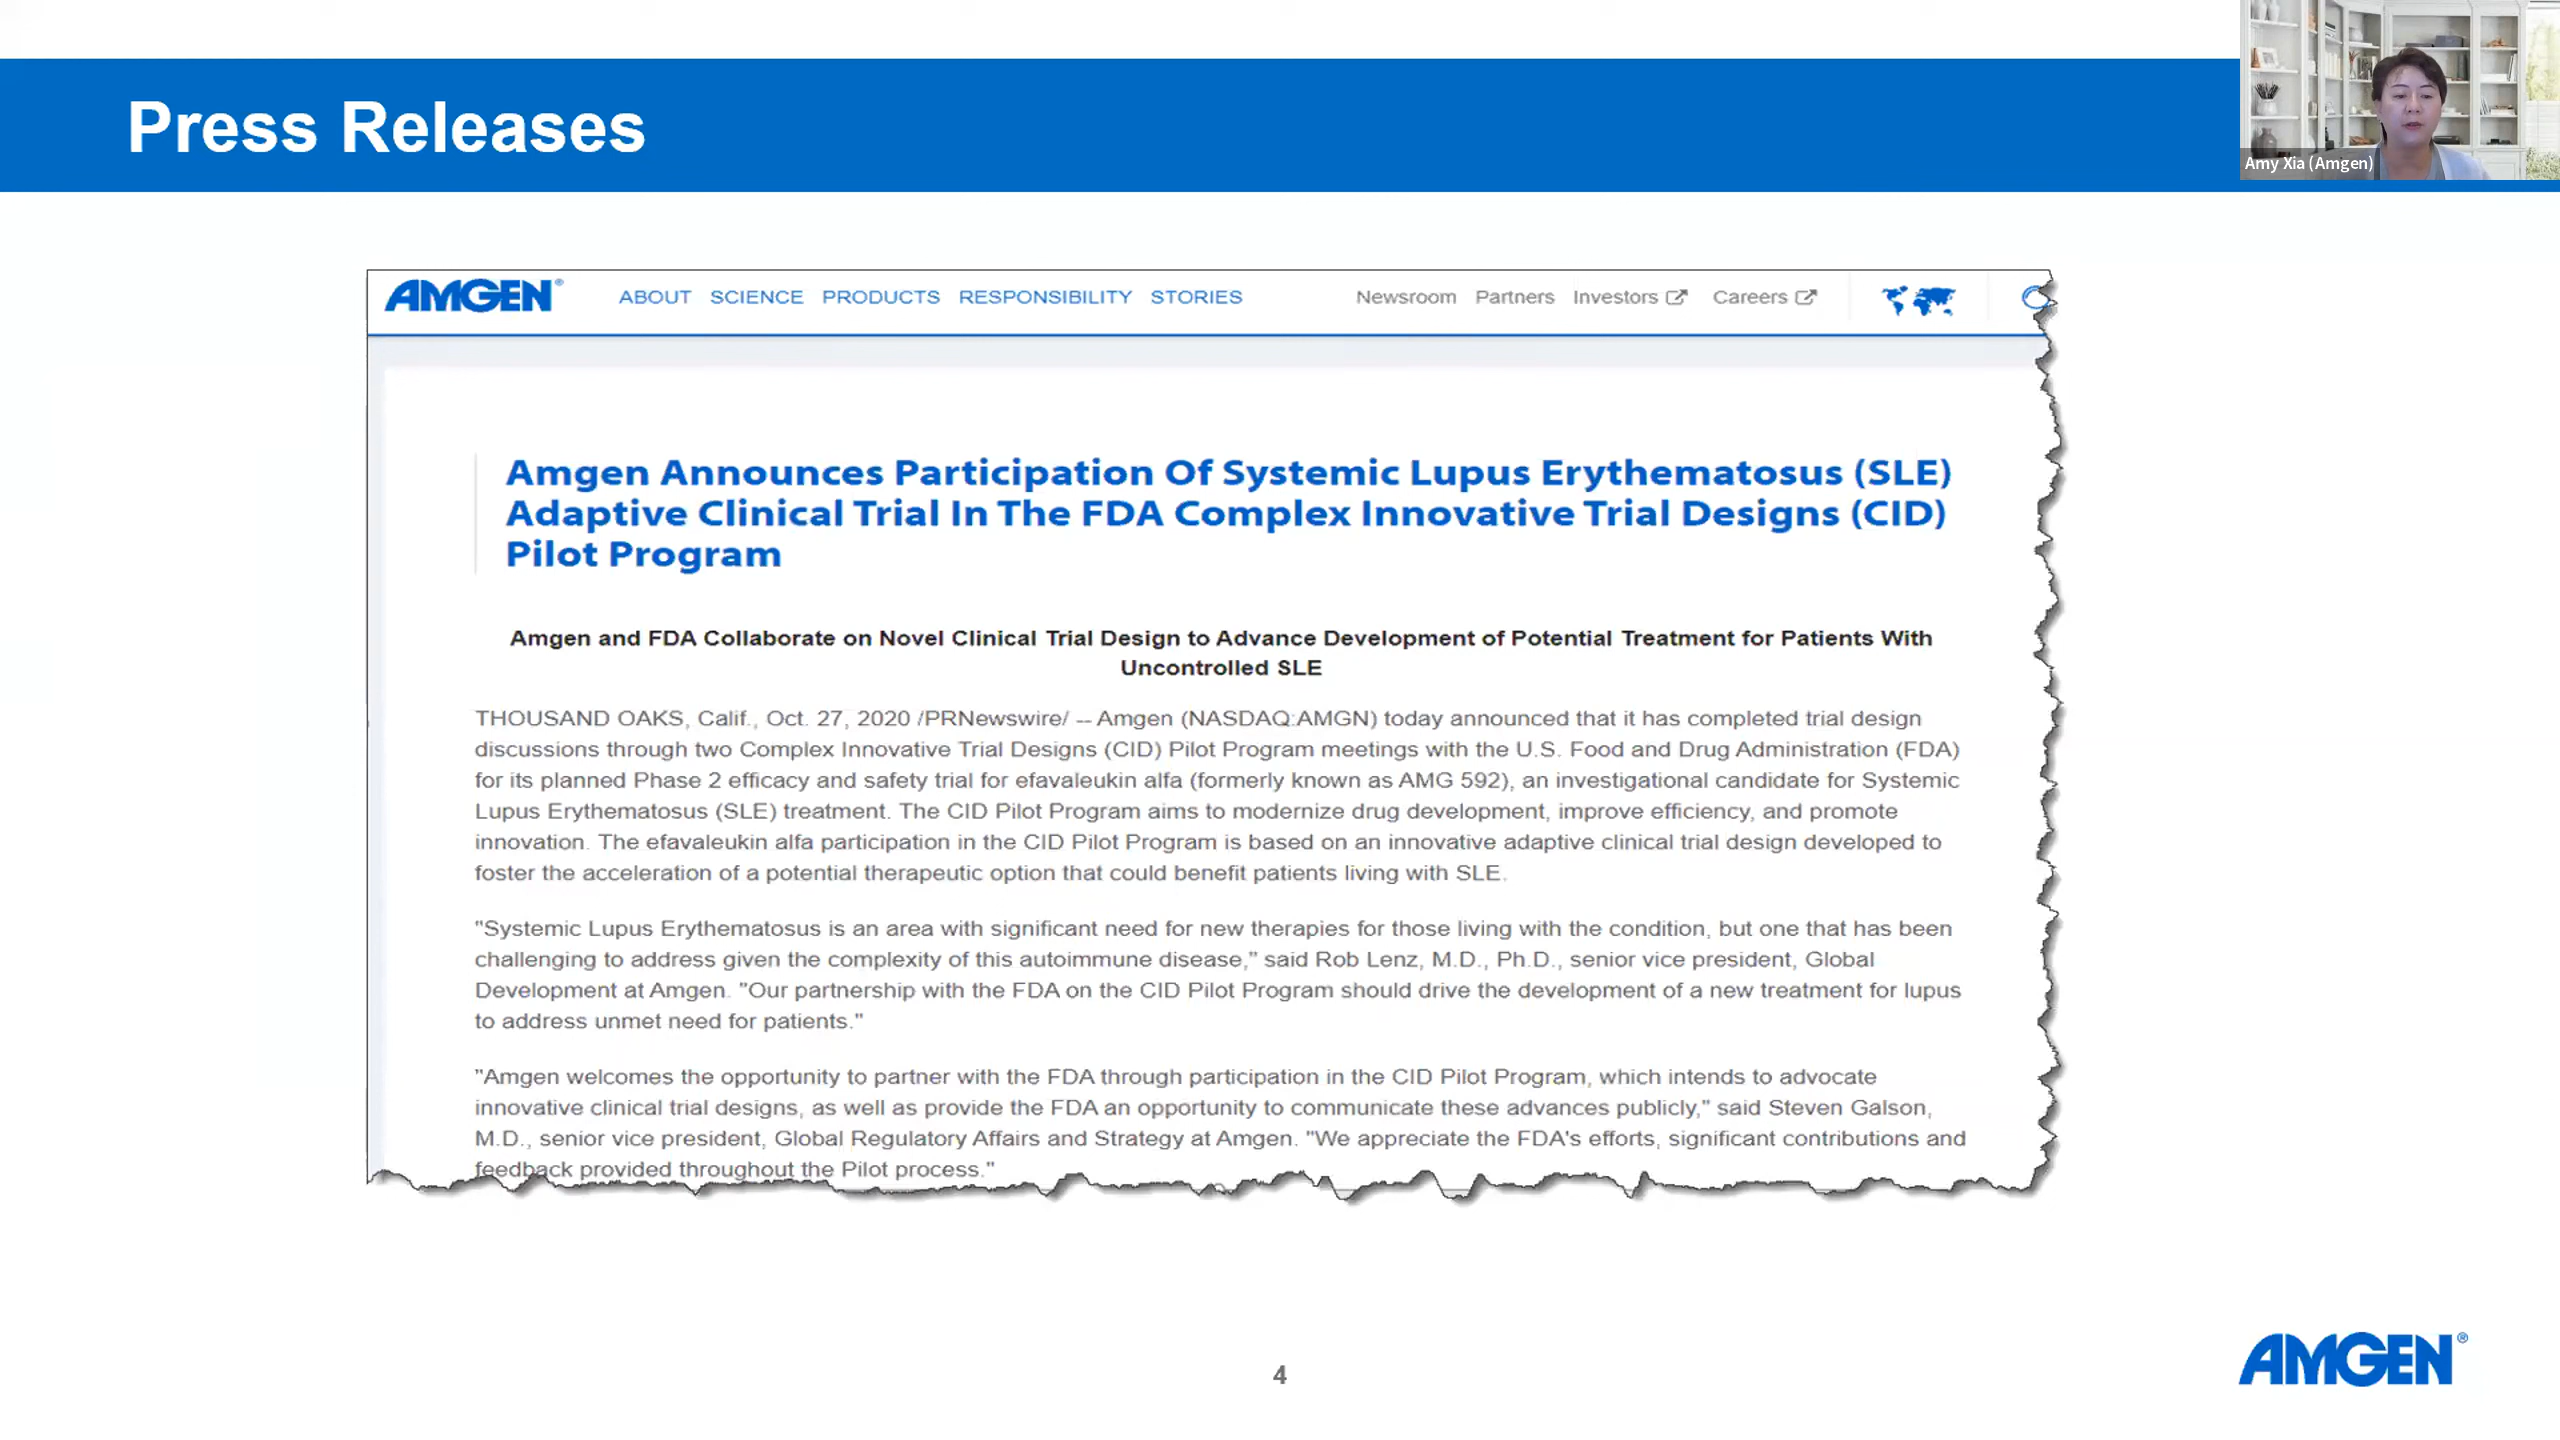 Press Releases
Amy Xia (Amgen)
AMGEN® ABOUT SCIENCE PRODUCTS RESPONSIBILITY STORIES Newsroom Partners Investors Careers
Amgen Announces Participation Of Systemic Lupus Erythematosus (SLE)
Adaptive Clinical Trial In The FDA Complex Innovative Trial Designs (CID)
Pilot Program
Amgen and FDA Collaborate on Novel Clinical Trial Design to Advance Development of Potential Treatment for Patients With
Uncontrolled SLE
THOUSAND OAKS, Calif., Oct. 27, 2020 /PRNewswire/ -- Amgen (NASDAQ:AMGN) today announced that it has completed trial design
discussions through two Complex Innovative Trial Designs (CID) Pilot Program meetings with the U.S. Food and Drug Administration (FDA)
for its planned Phase 2 efficacy and safety trial for efavaleukin alfa (formerly known as AMG 592), an investigational candidate for Systemic
Lupus Erythematosus (SLE) treatment. The CID Pilot Program aims to modernize drug development, improve efficiency, and promote
innovation. The efavaleukin alfa participation in the CID Pilot Program is based on an innovative adaptive clinical trial design developed to
foster the acceleration of a potential therapeutic option that could benefit patients living with SLE.
"Systemic Lupus Erythematosus is an area with significant need for new therapies for those living with the condition, but one that has been
challenging to address given the complexity of this autoimmune disease,” said Rob Lenz, M.D., Ph.D., senior vice president, Global
Development at Amgen. "Our partnership with the FDA on the CID Pilot Program should drive the development of a new treatment for lupus
to address unmet need for patients."
"Amgen welcomes the opportunity to partner with the FDA through participation in the CID Pilot Program, which intends to advocate
innovative clinical trial designs, as well as provide the FDA an opportunity to communicate these advances publicly," said Steven Galson,
M.D., senior vice president, Global Regulatory Affairs and Strategy at Amgen. "We appreciate the FDA's efforts, significant contributions and
feedback provided throughout the Pilot process."
4
AMGEN®